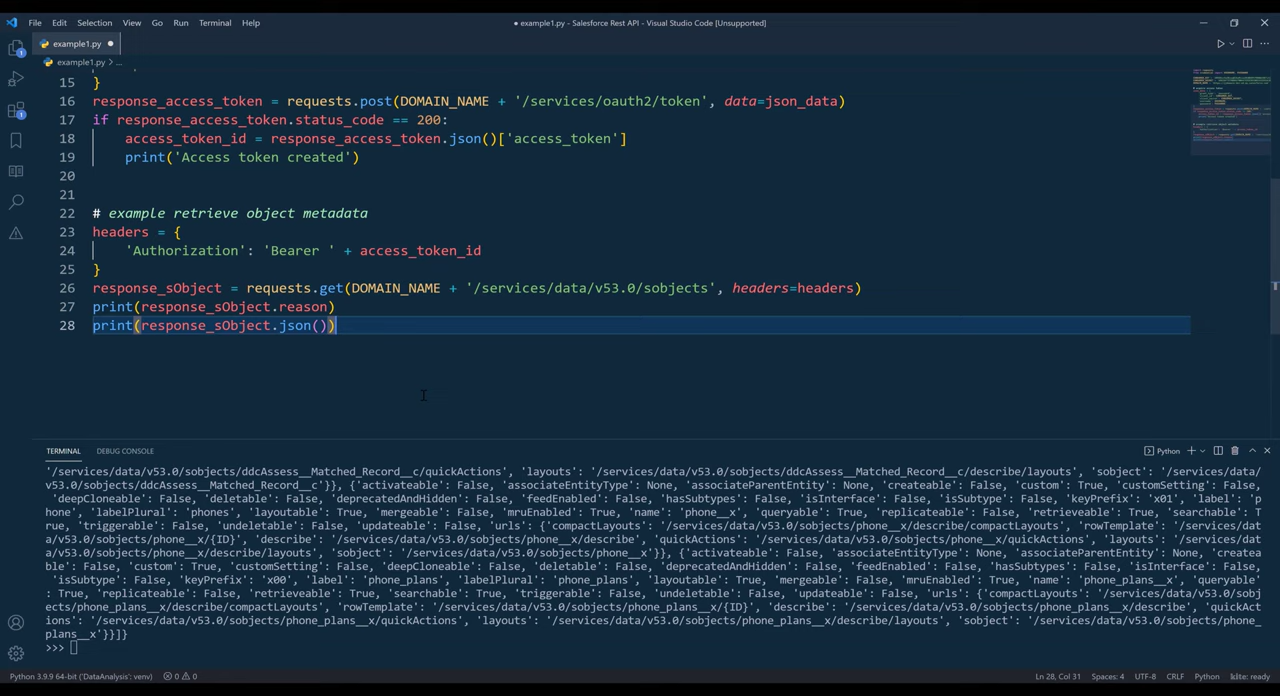 File Edit Selection View Go Run Terminal Help
● example1.py - Salesforce Rest API - Visual Studio Code [Unsupported]
example1.py ●
example1.py > ...
15 }
16 response_access_token = requests.post(DOMAIN_NAME + '/services/oauth2/token', data=json_data)
17 if response_access_token.status_code == 200:
18 access_token_id = response_access_token.json()['access_token']
19 print('Access token created')
20
21
22 # example retrieve object metadata
23 headers = {
24 'Authorization': 'Bearer ' + access_token_id
25 }
26 response_sObject = requests.get(DOMAIN_NAME + '/services/data/v53.0/sobjects', headers=headers)
27 print(response_sObject.reason)
28 print(response_sObject.json())
TERMINAL DEBUG CONSOLE
Python
'/services/data/v53.0/sobjects/ddcAssess__Matched_Record__c/quickActions', 'layouts': '/services/data/v53.0/sobjects/ddcAssess__Matched_Record__c/describe/layouts', 'sobject': '/services/data/
v53.0/sobjects/ddcAssess__Matched_Record__c'}}, {'activateable': False, 'associateEntityType': None, 'associateParentEntity': None, 'createable': False, 'custom': True, 'customSetting': False,
'deepCloneable': False, 'deletable': False, 'deprecatedAndHidden': False, 'feedEnabled': False, 'hasSubtypes': False, 'isInterface': False, 'isSubtype': False, 'keyPrefix': 'x01', 'label': 'p
hone', 'labelPlural': 'phones', 'layoutable': True, 'mergeable': False, 'mruEnabled': True, 'name': 'phone__x', 'queryable': True, 'replicateable': False, 'retrieveable': True, 'searchable': T
rue, 'triggerable': False, 'undeletable': False, 'updateable': False, 'urls': {'compactLayouts': '/services/data/v53.0/sobjects/phone__x/describe/compactLayouts', 'rowTemplate': '/services/dat
a/v53.0/sobjects/phone__x/{ID}', 'describe': '/services/data/v53.0/sobjects/phone__x/describe', 'quickActions': '/services/data/v53.0/sobjects/phone__x/quickActions', 'layouts': '/services/dat
a/v53.0/sobjects/phone__x/describe/layouts', 'sobject': '/services/data/v53.0/sobjects/phone__x'}}, {'activateable': False, 'associateEntityType': None, 'associateParentEntity': None, 'createa
ble': False, 'custom': True, 'customSetting': False, 'deepCloneable': False, 'deletable': False, 'deprecatedAndHidden': False, 'feedEnabled': False, 'hasSubtypes': False, 'isInterface': False,
'isSubtype': False, 'keyPrefix': 'x00', 'label': 'phone_plans', 'labelPlural': 'phone_plans', 'layoutable': True, 'mergeable': False, 'mruEnabled': True, 'name': 'phone_plans__x', 'queryable'
: True, 'replicateable': False, 'retrieveable': True, 'searchable': True, 'triggerable': False, 'undeletable': False, 'updateable': False, 'urls': {'compactLayouts': '/services/data/v53.0/sobj
ects/phone_plans__x/describe/compactLayouts', 'rowTemplate': '/services/data/v53.0/sobjects/phone_plans__x/{ID}', 'describe': '/services/data/v53.0/sobjects/phone_plans__x/describe', 'quickAct
ions': '/services/data/v53.0/sobjects/phone_plans__x/quickActions', 'layouts': '/services/data/v53.0/sobjects/phone_plans__x/describe/layouts', 'sobject': '/services/data/v53.0/sobjects/phone_
plans__x'}}]}
>>>
Python 3.9.9 64-bit ('DataAnalysis': venv) 0 0 Ln 28, Col 31 Spaces: 4 UTF-8 CRLF Python kite: ready